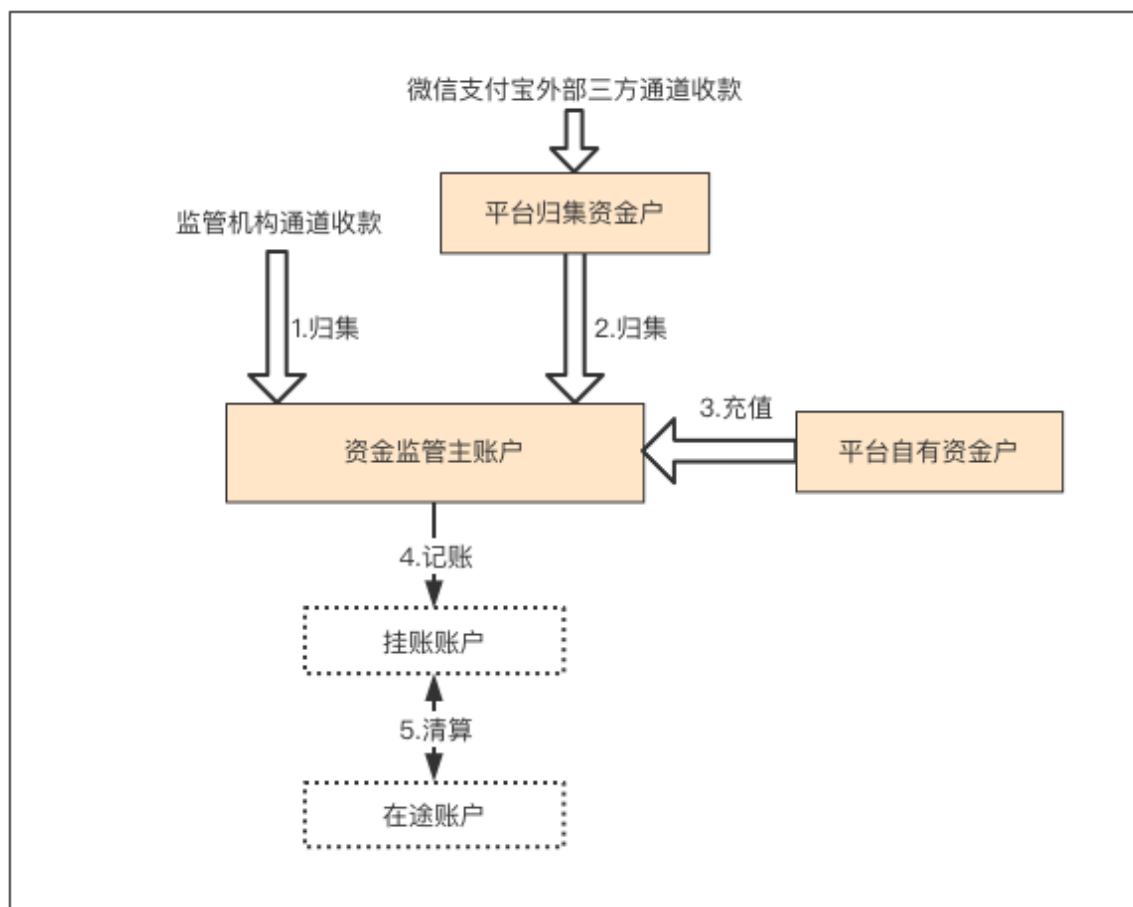 微信支付宝外部三方通道收款
平台归集资金户
监管机构通道收款
1.归集
2.归集
3.充值
资金监管主账户
平台自有资金户
4.记账
挂账账户
5.清算
在途账户